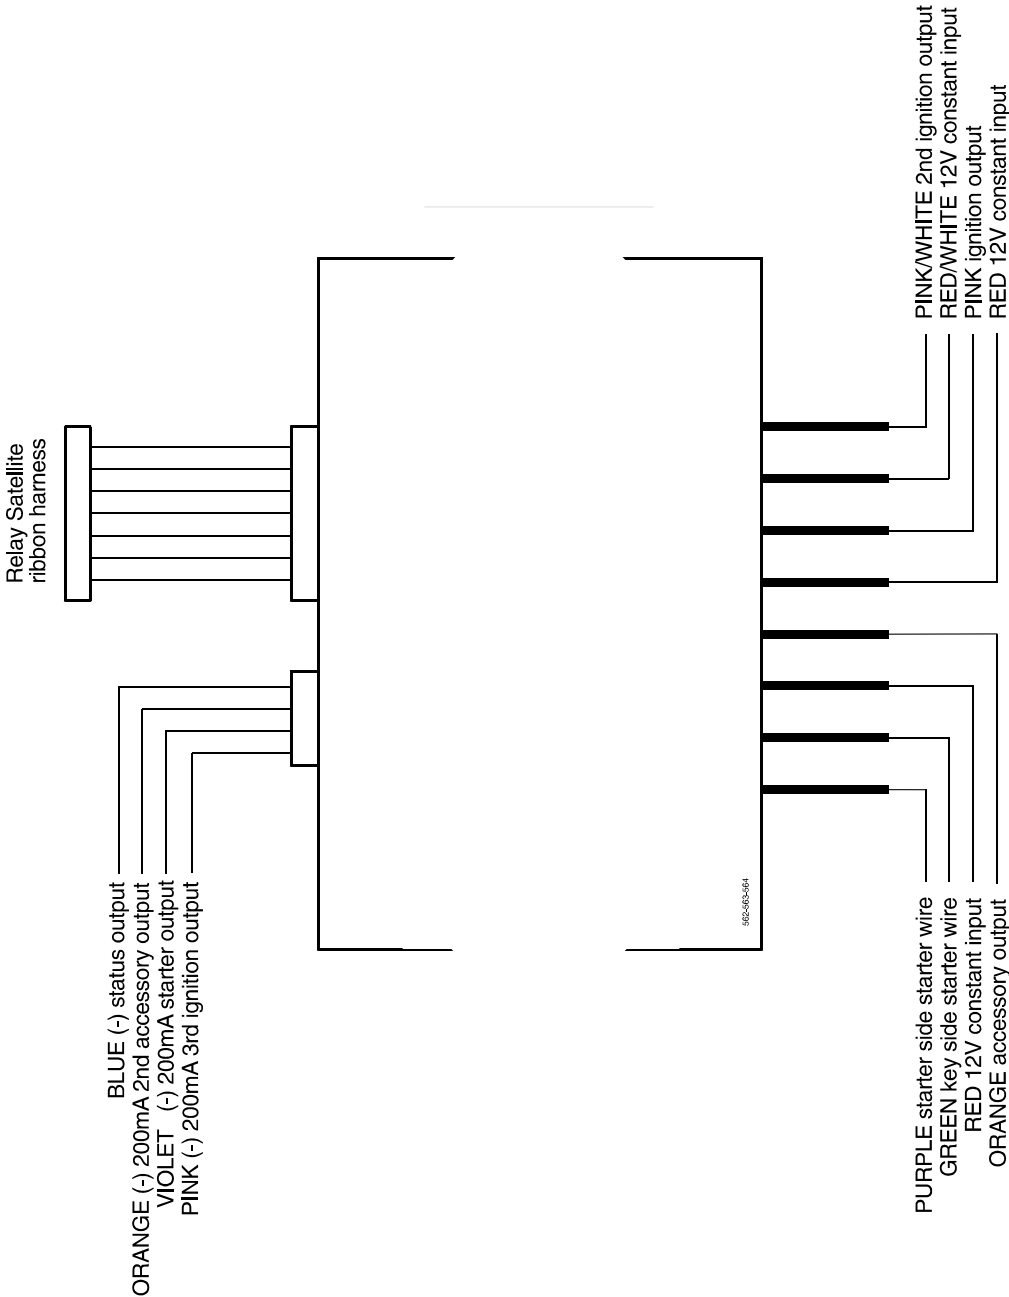 Relay Satellite
ribbon harness
BLUE (-) status output
ORANGE (-) 200mA 2nd accessory output
VIOLET (-) 200mA starter output
PINK (-) 200mA 3rd ignition output
562-563-564
PINK/WHITE 2nd ignition output
RED/WHITE 12V constant input
PINK ignition output
RED 12V constant input
PURPLE starter side starter wire
GREEN key side starter wire
RED 12V constant input
ORANGE accessory output